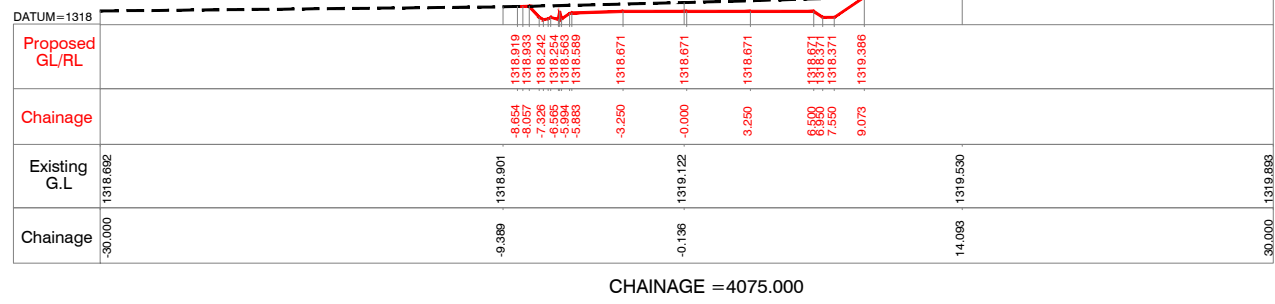 DATUM=1318
Proposed
GL/RL
1318.919 1318.933 1318.242 1318.254 1318.563 1318.589 1318.671 1318.671 1318.671 1318.671 1318.371 1318.371 1319.386
Chainage
-8.654 -8.057 -7.326 -6.565 -5.994 -5.883 -3.250 -0.000 3.250 6.500 6.950 7.550 9.073
Existing
G.L
1318.692 1318.901 1319.122 1319.530 1319.893
Chainage
-30.000 -9.389 -0.136 14.093 30.000
CHAINAGE =4075.000